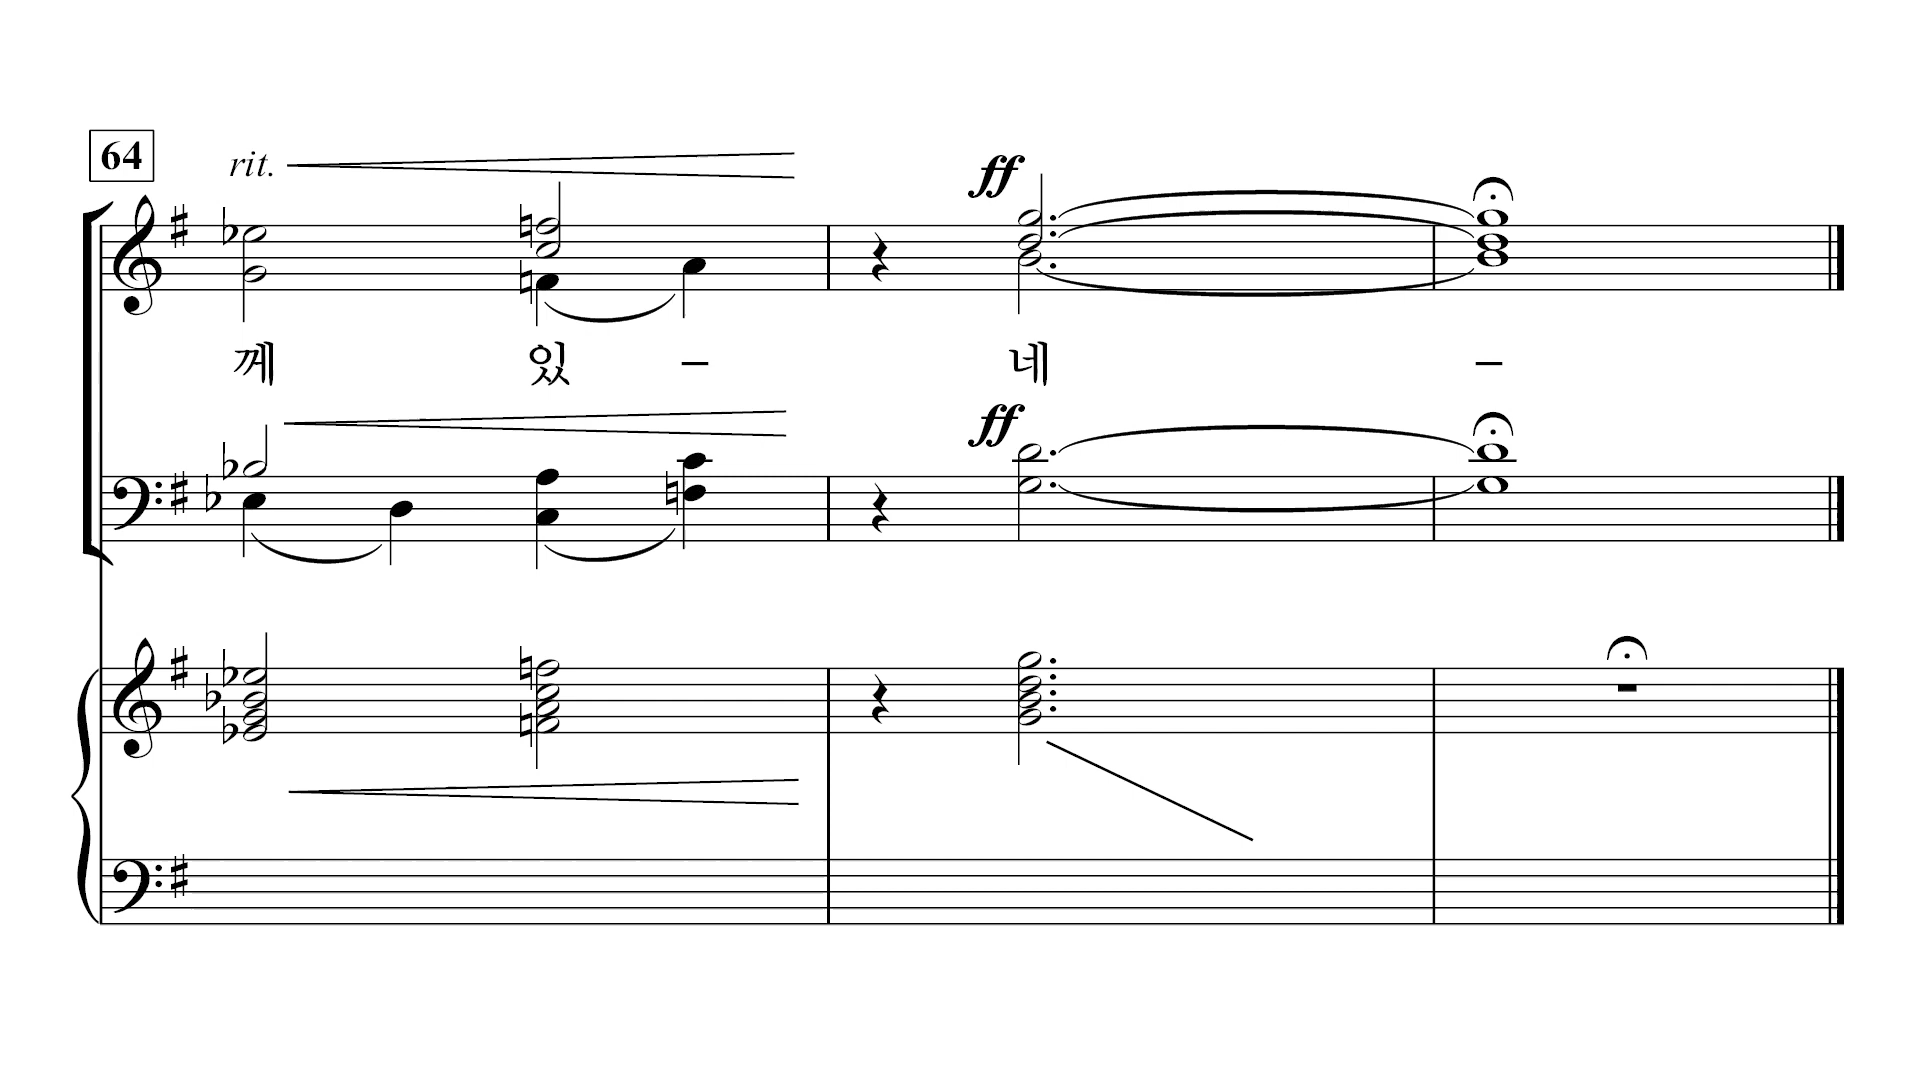 64
rit.
ff
께 있 – 네 –
ff